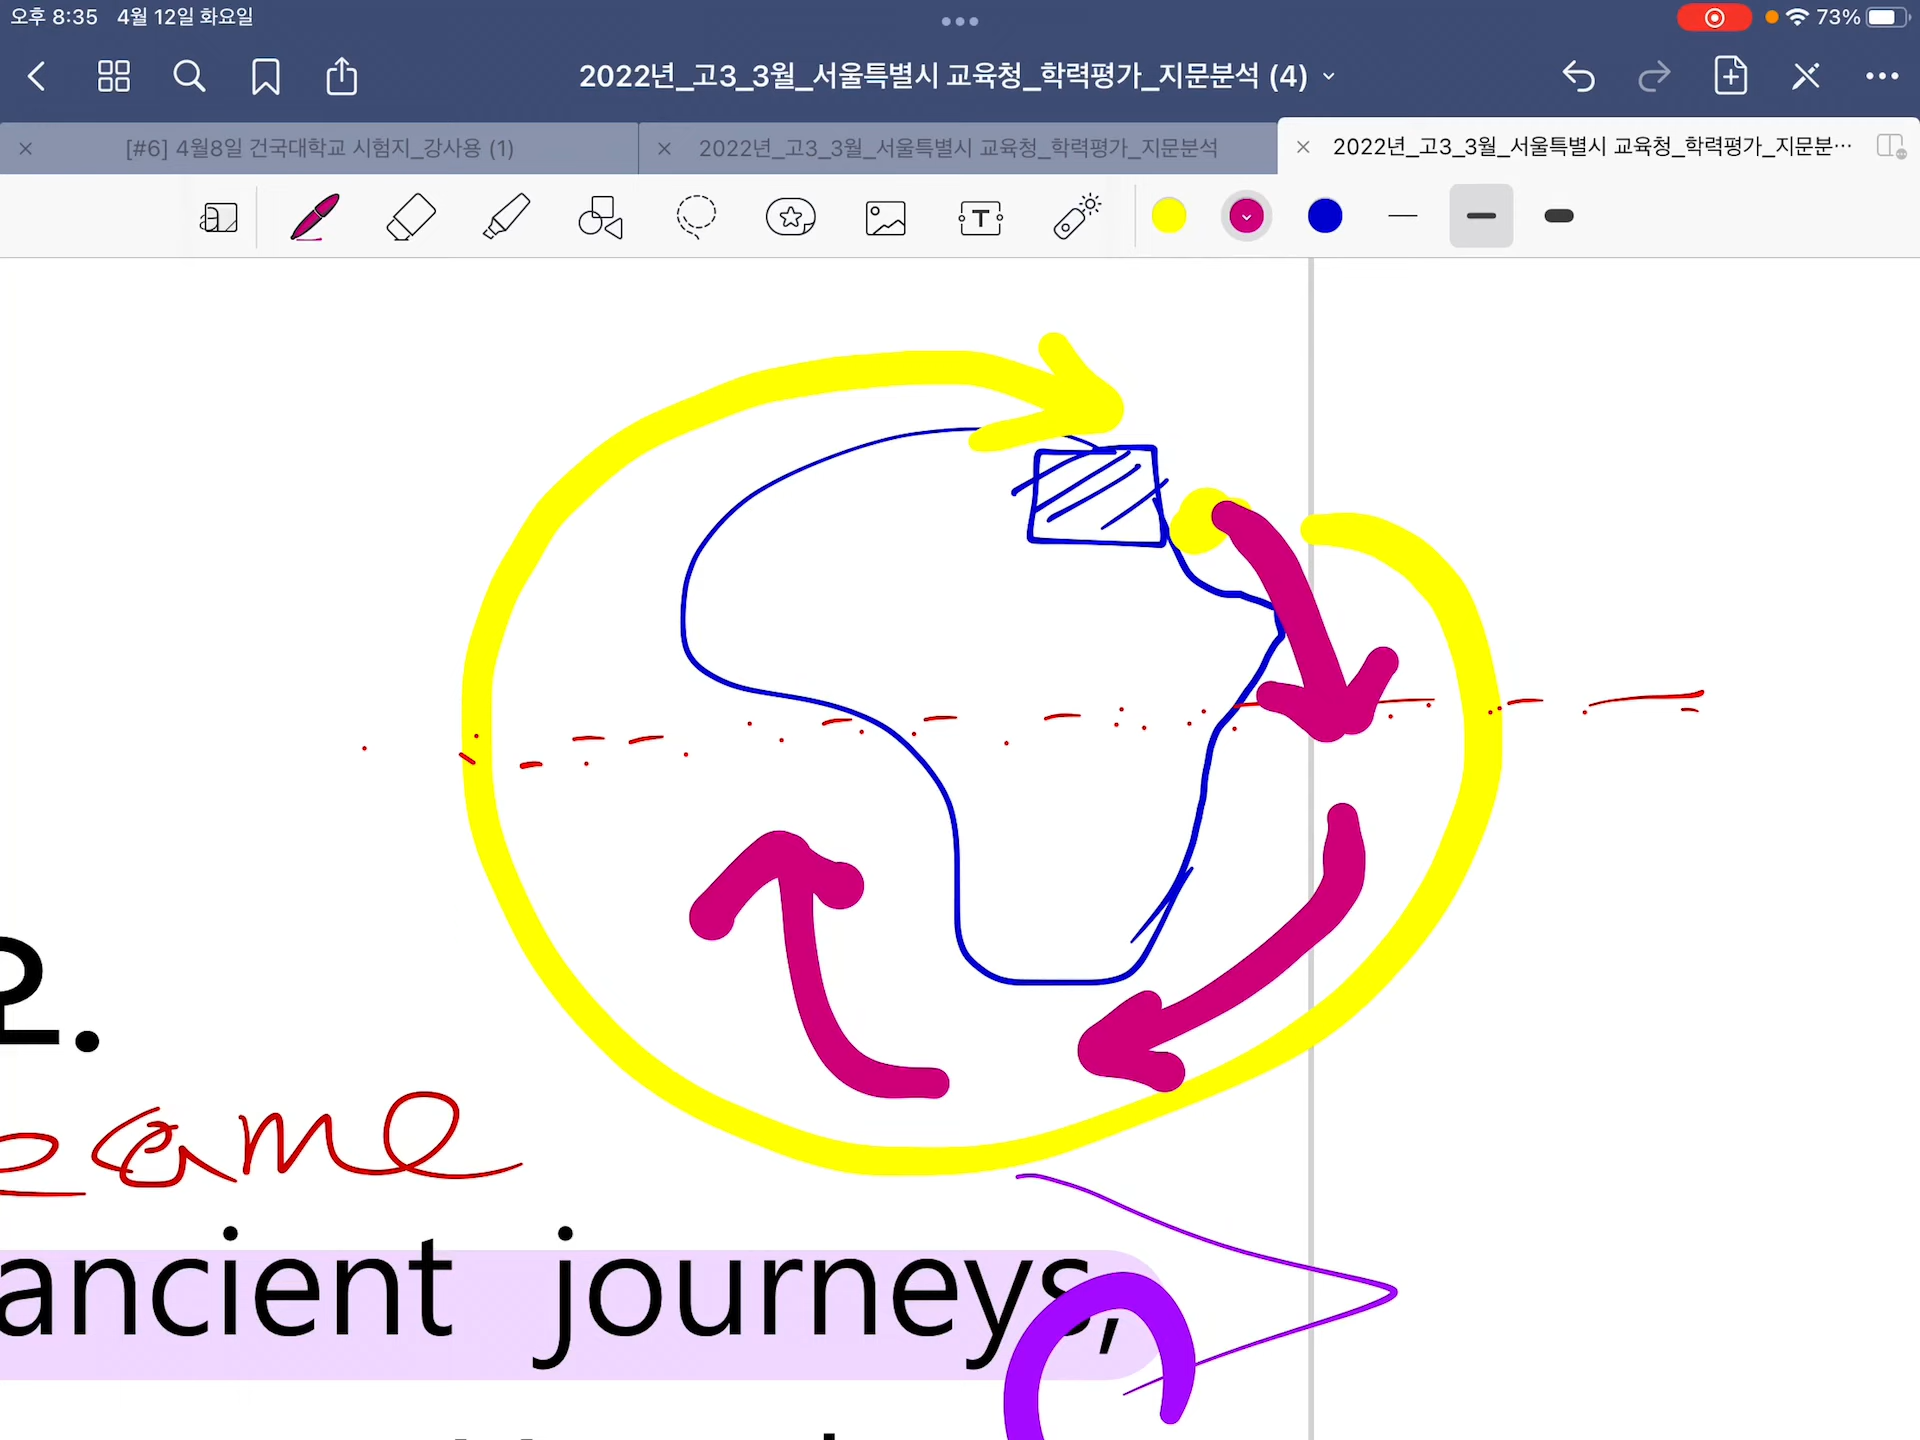 오후 8:35 4월 12일 화요일
73%
2022년_고3_3월_서울특별시 교육청_학력평가_지문분석 (4)
[#6] 4월8일 건국대학교 시험지_강사용 (1)
2022년_고3_3월_서울특별시 교육청_학력평가_지문분석
2022년_고3_3월_서울특별시 교육청_학력평가_지문분…
T
ancient journeys,